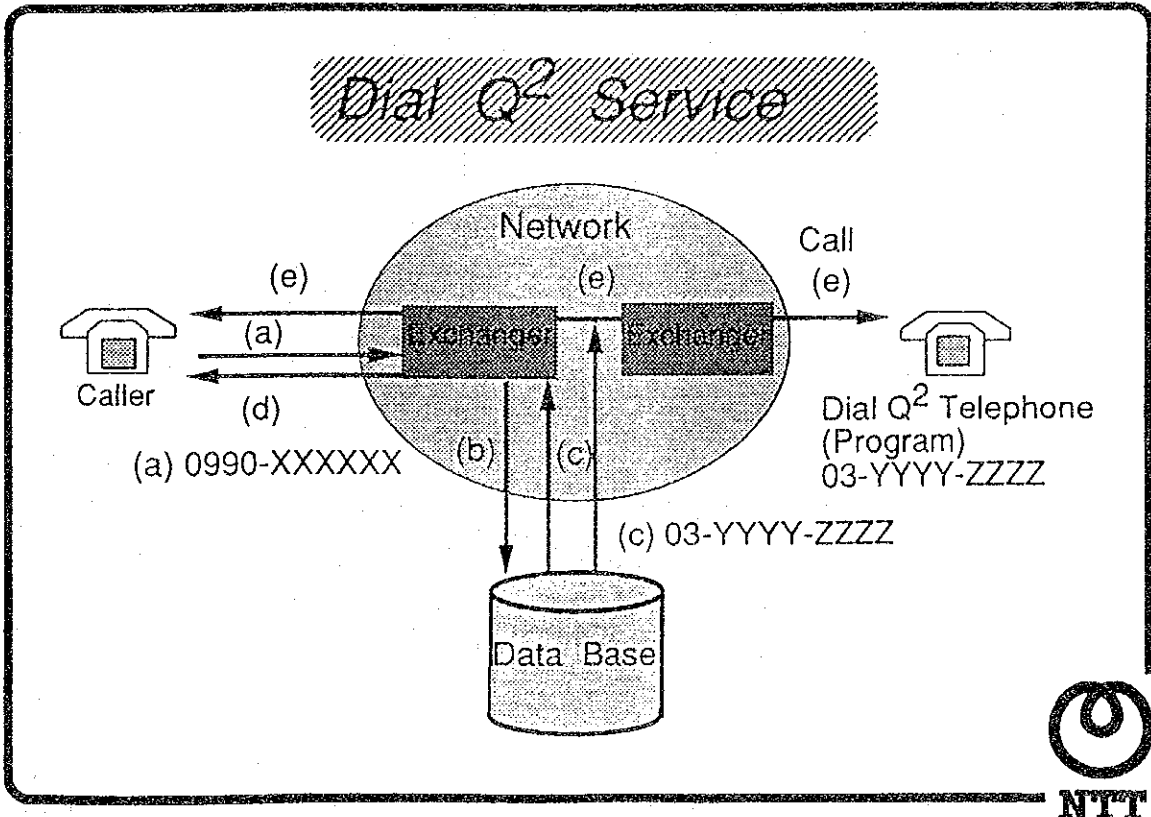 Dial Q² Service
Network
Call
(e)
(e)
(e)
Exchanger
Exchanger
(a)
Caller
(d)
Dial Q² Telephone
(Program)
03-YYYY-ZZZZ
(a) 0990-XXXXXX
(b)
(c)
(c) 03-YYYY-ZZZZ
Data Base
NTT